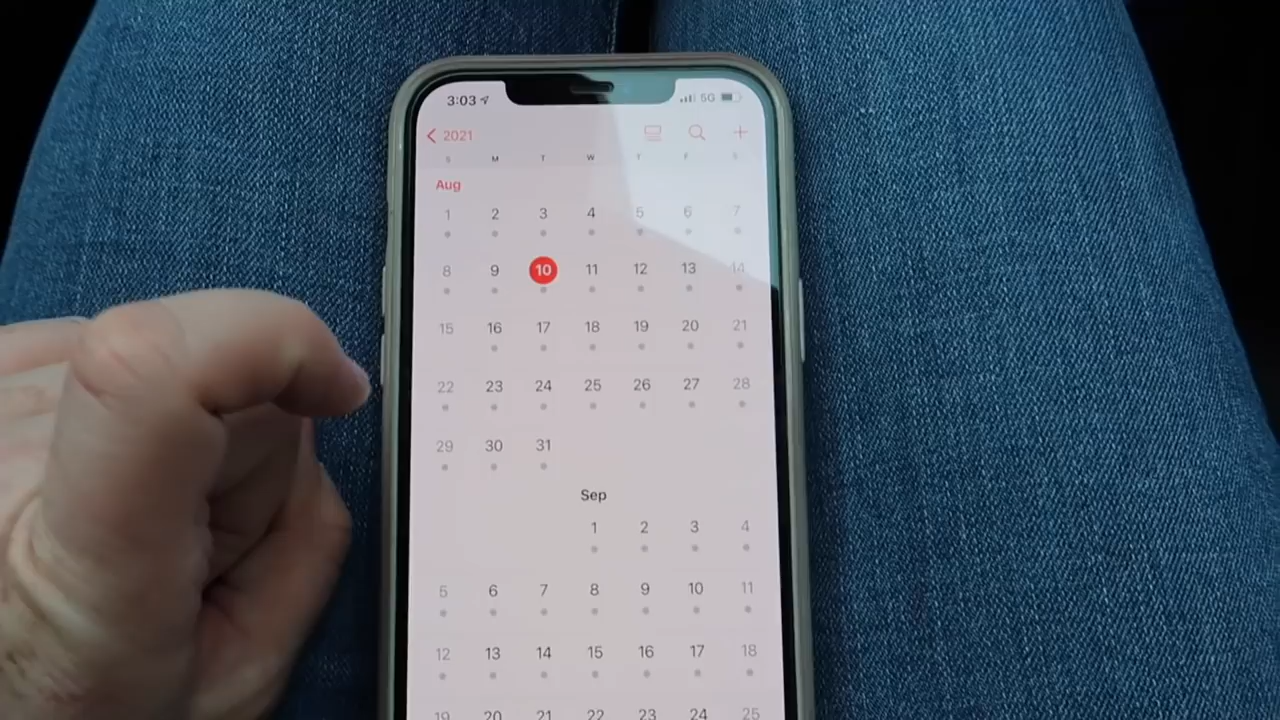 3:03 5G
2021
S M T W T F S
Aug
1 2 3 4 5 6 7
8 9 10 11 12 13 14
15 16 17 18 19 20 21
22 23 24 25 26 27 28
29 30 31
Sep
1 2 3 4
5 6 7 8 9 10 11
12 13 14 15 16 17 18
19 20 21 22 23 24 25